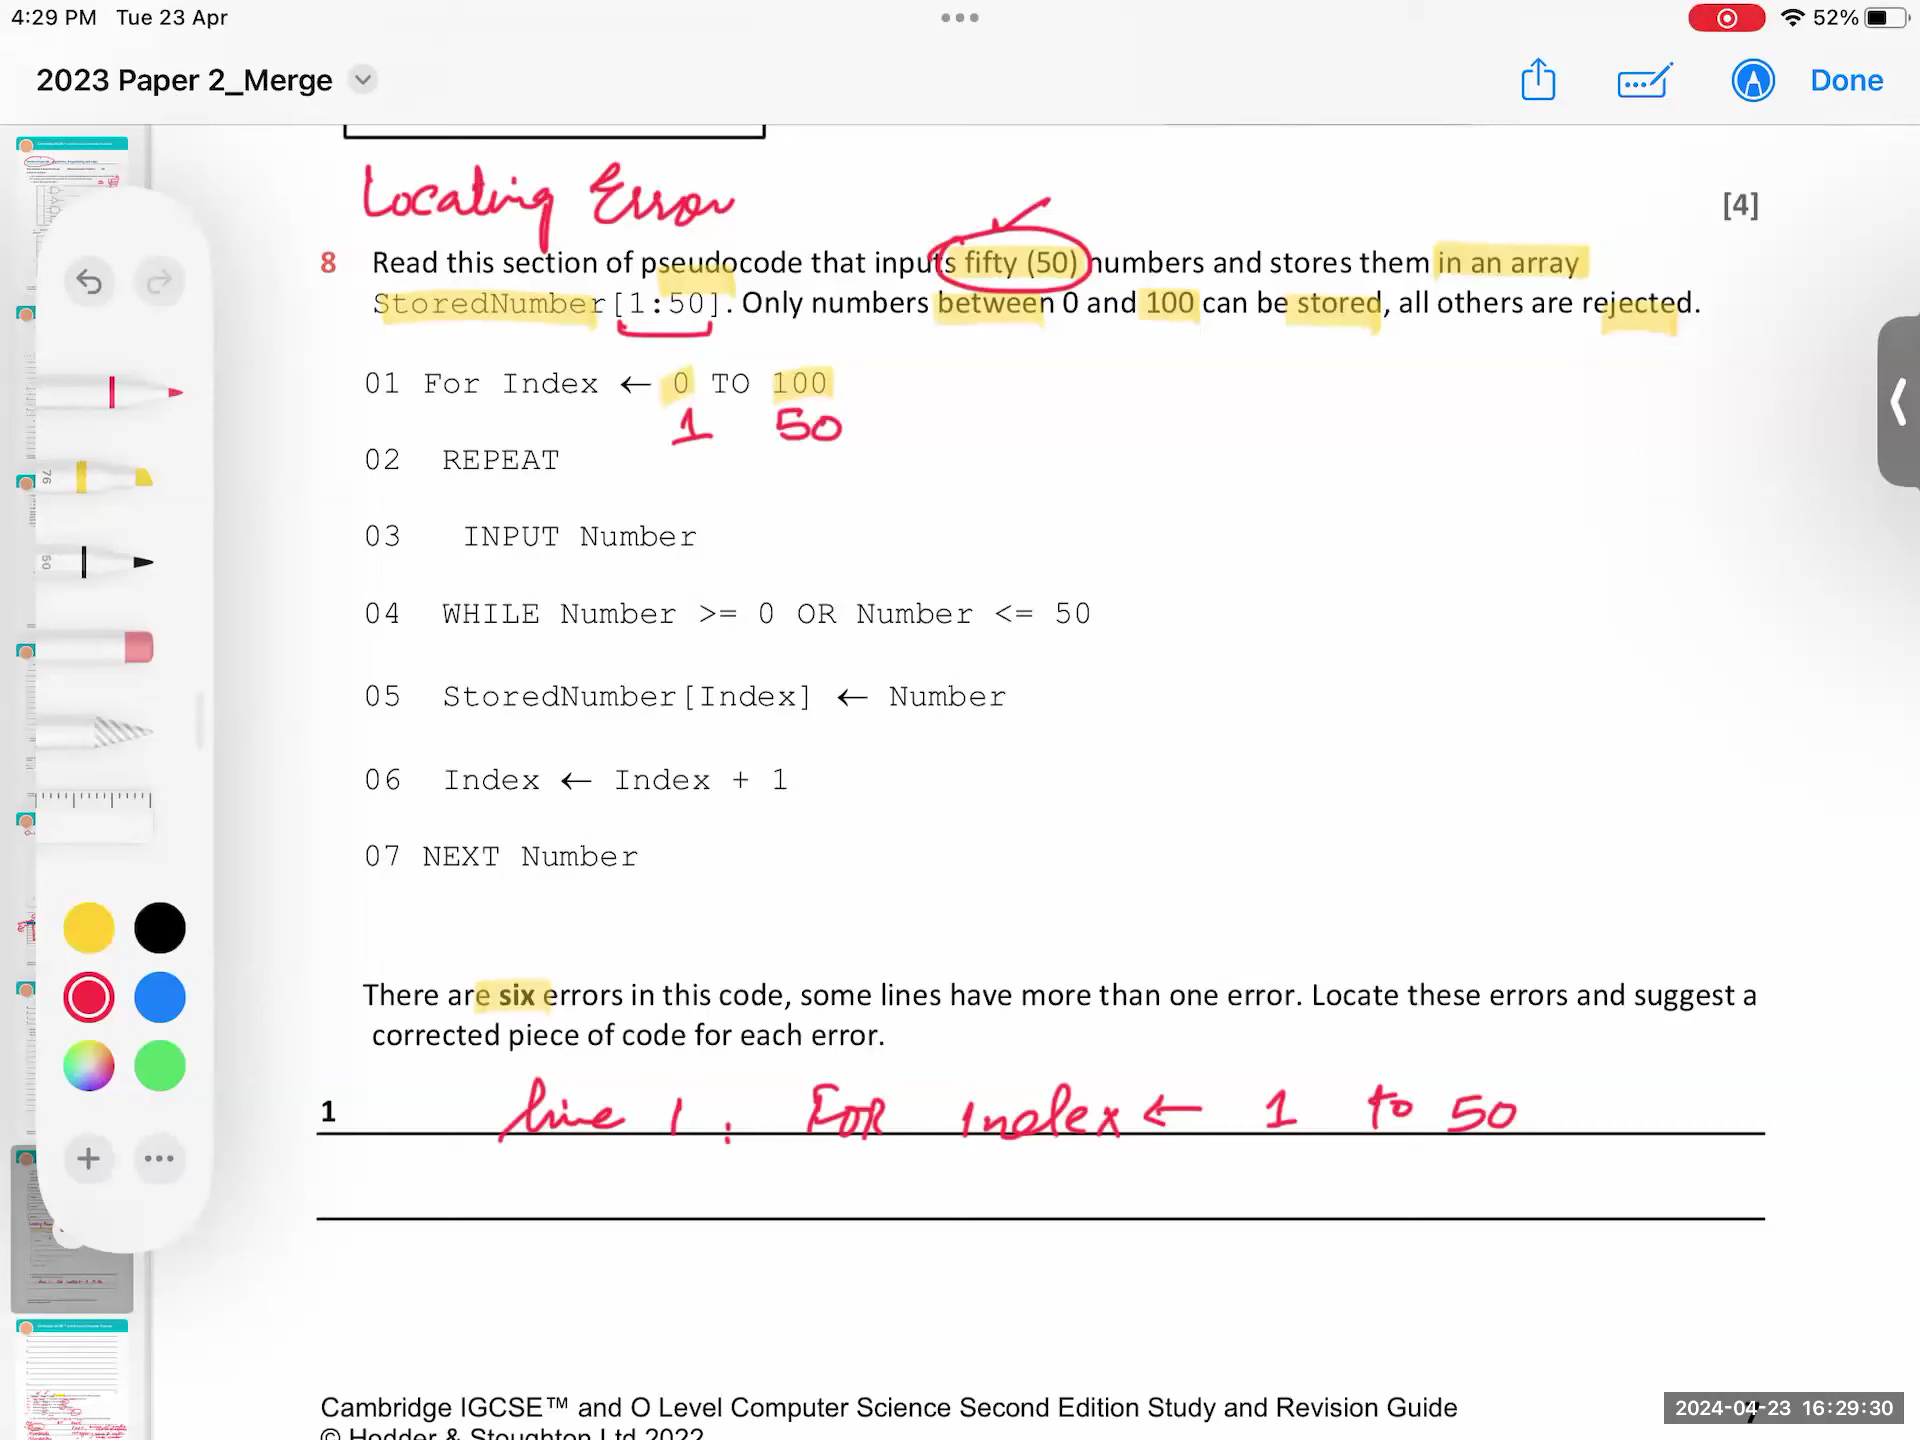 4:29 PM Tue 23 Apr
52%
2023 Paper 2_Merge
Done
Locating Error
[4]
8 Read this section of pseudocode that inputs fifty (50) numbers and stores them in an array
StoredNumber[1:50]. Only numbers between 0 and 100 can be stored, all others are rejected.
01 For Index ← 0 TO 100
1 50
02 REPEAT
03 INPUT Number
04 WHILE Number >= 0 OR Number <= 50
05 StoredNumber[Index] ← Number
06 Index ← Index + 1
07 NEXT Number
There are six errors in this code, some lines have more than one error. Locate these errors and suggest a
corrected piece of code for each error.
1 line 1: FOR index ← 1 to 50
Cambridge IGCSE™ and O Level Computer Science Second Edition Study and Revision Guide
© Hodder & Stoughton Ltd 2022
2024-04-23 16:29:30
76
50